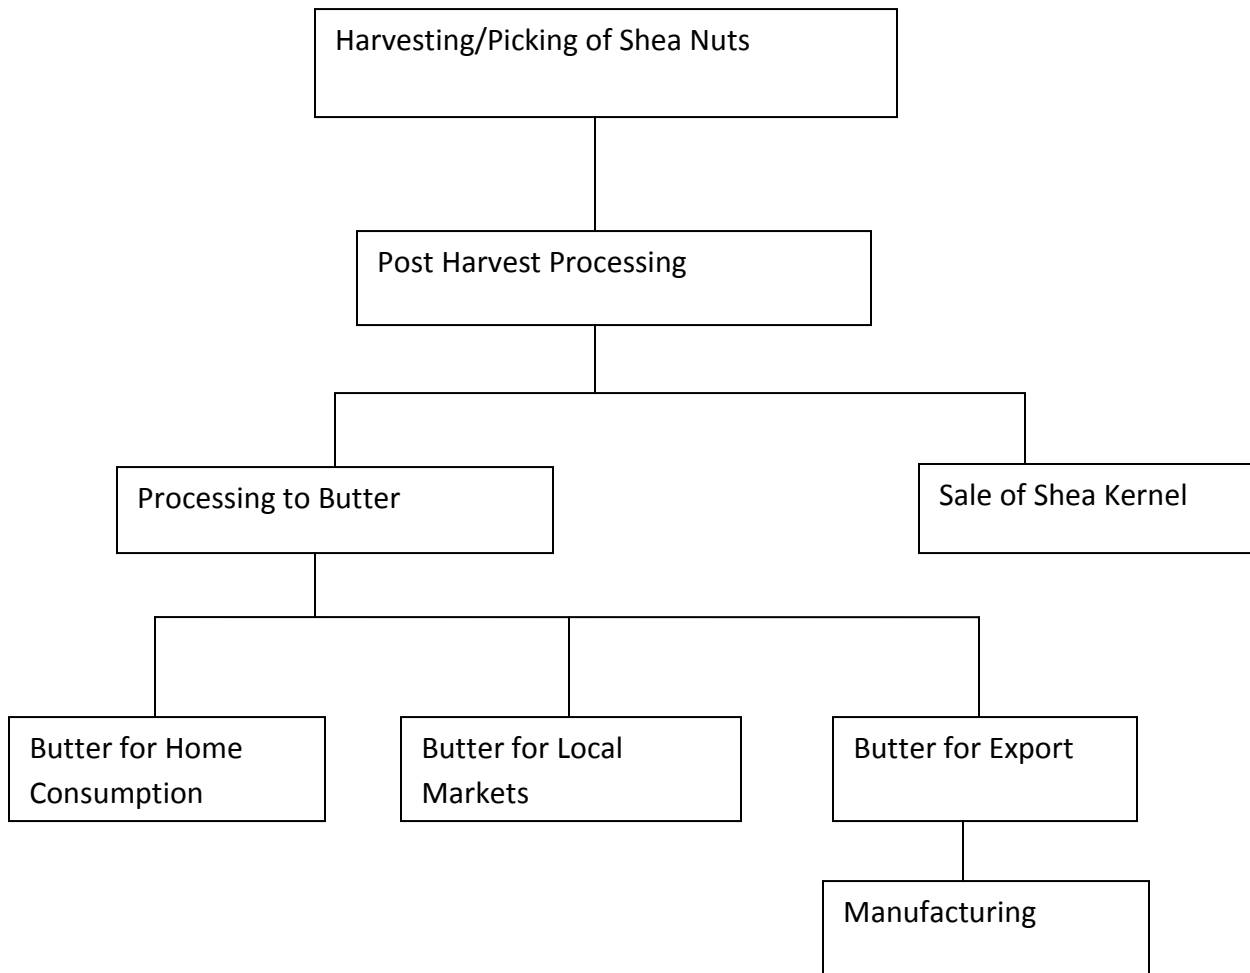 Harvesting/Picking of Shea Nuts
Post Harvest Processing
Processing to Butter
Sale of Shea Kernel
Butter for Home
Consumption
Butter for Local
Markets
Butter for Export
Manufacturing